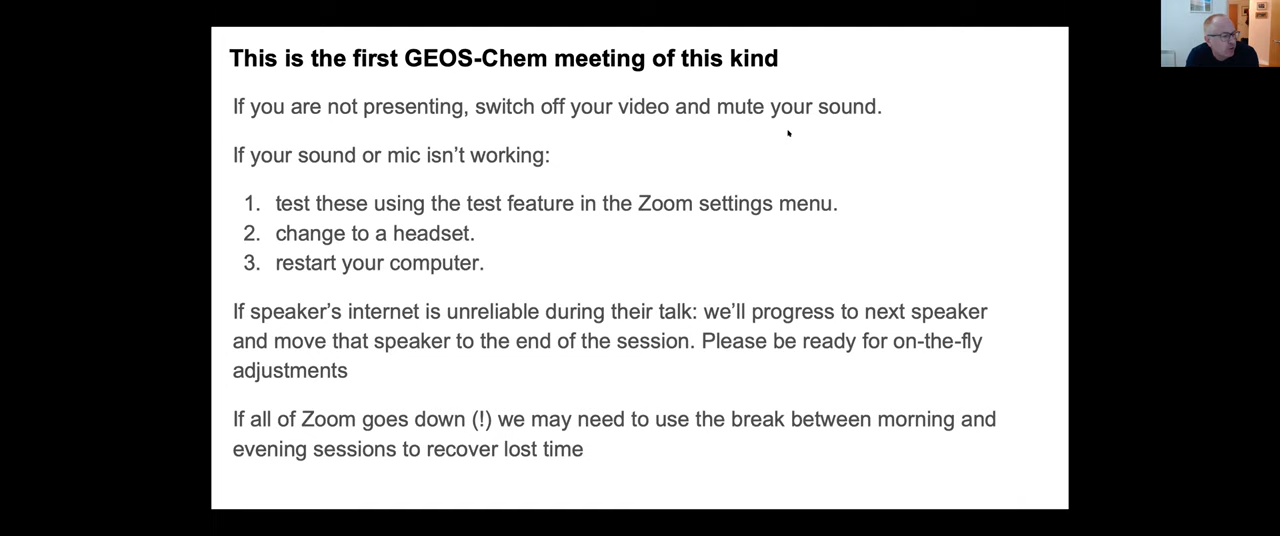 This is the first GEOS-Chem meeting of this kind
If you are not presenting, switch off your video and mute your sound.
If your sound or mic isn’t working:
1. test these using the test feature in the Zoom settings menu.
2. change to a headset.
3. restart your computer.
If speaker’s internet is unreliable during their talk: we’ll progress to next speaker
and move that speaker to the end of the session. Please be ready for on-the-fly
adjustments
If all of Zoom goes down (!) we may need to use the break between morning and
evening sessions to recover lost time